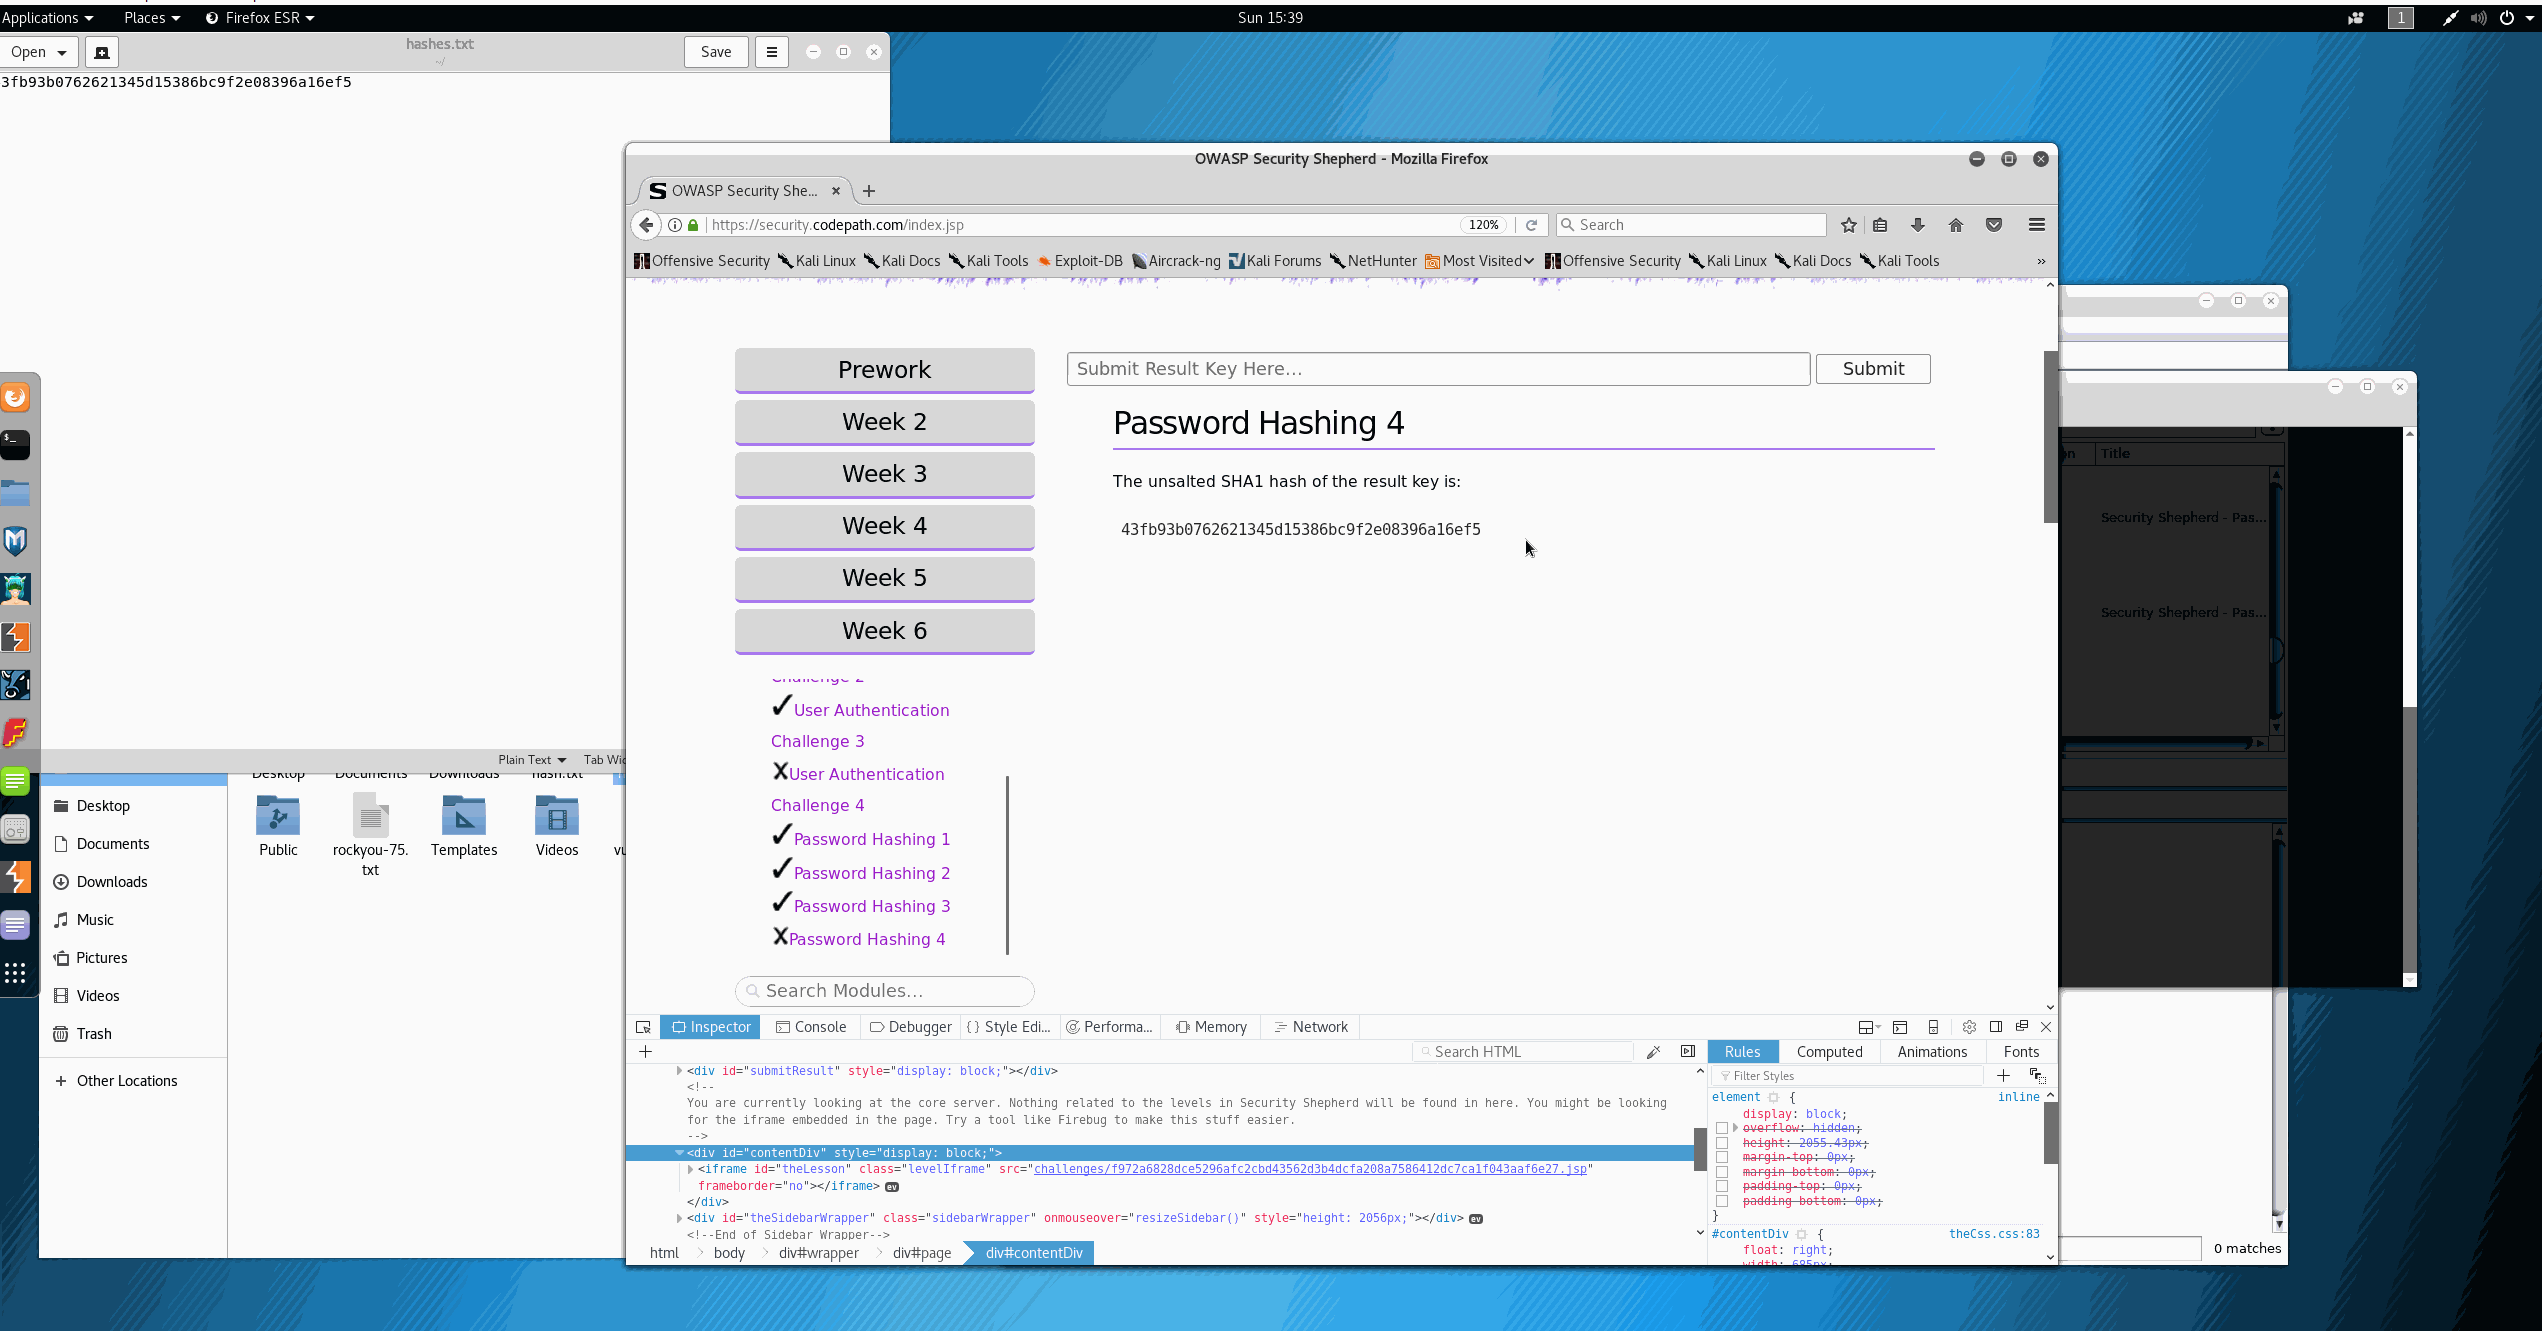 Applications Places Firefox ESR Sun 15:39 1
Open hashes.txt Save
~/
3fb93b0762621345d15386bc9f2e08396a16ef5
OWASP Security Shepherd - Mozilla Firefox
OWASP Security She...
https://security.codepath.com/index.jsp 120% Search
Offensive Security Kali Linux Kali Docs Kali Tools Exploit-DB Aircrack-ng Kali Forums NetHunter Most Visited Offensive Security Kali Linux Kali Docs Kali Tools »
Prework
Week 2
Week 3
Week 4
Week 5
Week 6
Submit Result Key Here... Submit
Password Hashing 4
The unsalted SHA1 hash of the result key is:
43fb93b0762621345d15386bc9f2e08396a16ef5
Challenge 2
User Authentication
Challenge 3
User Authentication
Challenge 4
Password Hashing 1
Password Hashing 2
Password Hashing 3
Password Hashing 4
Search Modules...
Title
Security Shepherd - Pas...
Security Shepherd - Pas...
Plain Text Tab Wid
Desktop Documents Downloads hash.txt
Desktop
Documents
Downloads
Music
Pictures
Videos
Trash
Other Locations
Public
rockyou-75.
txt
Templates
Videos
Inspector Console Debugger Style Edi... Performa... Memory Network
Search HTML
<div id="submitResult" style="display: block;"></div>
<!--
You are currently looking at the core server. Nothing related to the levels in Security Shepherd will be found in here. You might be looking
for the iframe embedded in the page. Try a tool like Firebug to make this stuff easier.
-->
<div id="contentDiv" style="display: block;">
<iframe id="theLesson" class="levelIframe" src="challenges/f972a6828dce5296afc2cbd43562d3b4dcfa208a7586412dc7ca1f043aaf6e27.jsp"
frameborder="no"></iframe> ev
</div>
<div id="theSidebarWrapper" class="sidebarWrapper" onmouseover="resizeSidebar()" style="height: 2056px;"></div> ev
<!--End of Sidebar Wrapper-->
html body div#wrapper div#page div#contentDiv
Rules Computed Animations Fonts
Filter Styles
element { inline
display: block;
overflow: hidden;
height: 2055.43px;
margin-top: 0px;
margin-bottom: 0px;
padding-top: 0px;
padding-bottom: 0px;
}
#contentDiv { theCss.css:83
float: right;
width: 685px;
0 matches